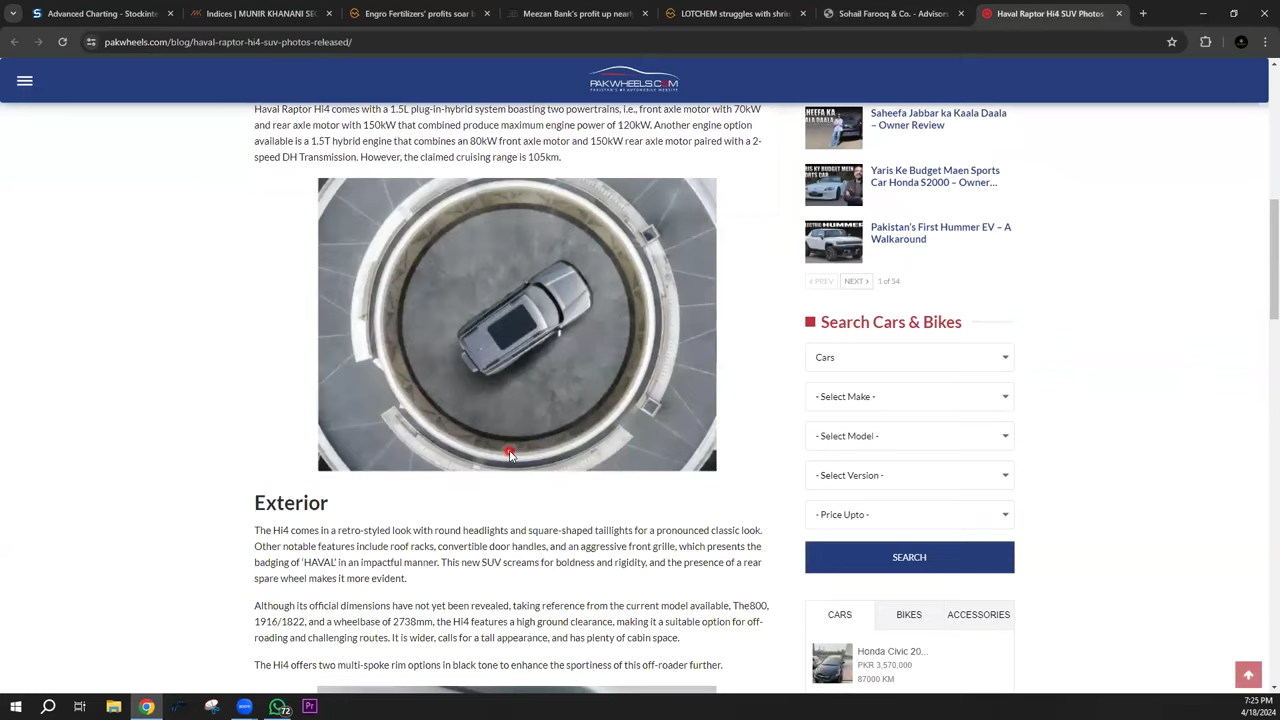 Advanced Charting - Stockinte
Indices | MUNIR KHANANI SEC
Engro Fertilizers' profits soar b
Meezan Bank's profit up nearl
LOTCHEM struggles with shrin
Sohail Farooq & Co. - Advisors
Haval Raptor Hi4 SUV Photos
pakwheels.com/blog/haval-raptor-hi4-suv-photos-released/
PAKWHEELS.COM
PAKISTAN'S #1 AUTOMOBILE WEBSITE
Haval Raptor Hi4 comes with a 1.5L plug-in-hybrid system boasting two powertrains, i.e., front axle motor with 70kW
and rear axle motor with 150kW that combined produce maximum engine power of 120kW. Another engine option
available is a 1.5T hybrid engine that combines an 80kW front axle motor and 150kW rear axle motor paired with a 2-
speed DH Transmission. However, the claimed cruising range is 105km.
Exterior
The Hi4 comes in a retro-styled look with round headlights and square-shaped taillights for a pronounced classic look.
Other notable features include roof racks, convertible door handles, and an aggressive front grille, which presents the
badging of 'HAVAL' in an impactful manner. This new SUV screams for boldness and rigidity, and the presence of a rear
spare wheel makes it more evident.
Although its official dimensions have not yet been revealed, taking reference from the current model available, The800,
1916/1822, and a wheelbase of 2738mm, the Hi4 features a high ground clearance, making it a suitable option for off-
roading and challenging routes. It is wider, calls for a tall appearance, and has plenty of cabin space.
The Hi4 offers two multi-spoke rim options in black tone to enhance the sportiness of this off-roader further.
Saheefa Jabbar ka Kaala Daala
– Owner Review
Yaris Ke Budget Maen Sports
Car Honda S2000 – Owner...
Pakistan's First Hummer EV – A
Walkaround
PREV
NEXT
1 of 54
Search Cars & Bikes
Cars
- Select Make -
- Select Model -
- Select Version -
- Price Upto -
SEARCH
CARS
BIKES
ACCESSORIES
Honda Civic 20...
PKR 3,570,000
87000 KM
zoom
72
Pr
7:25 PM
4/18/2024